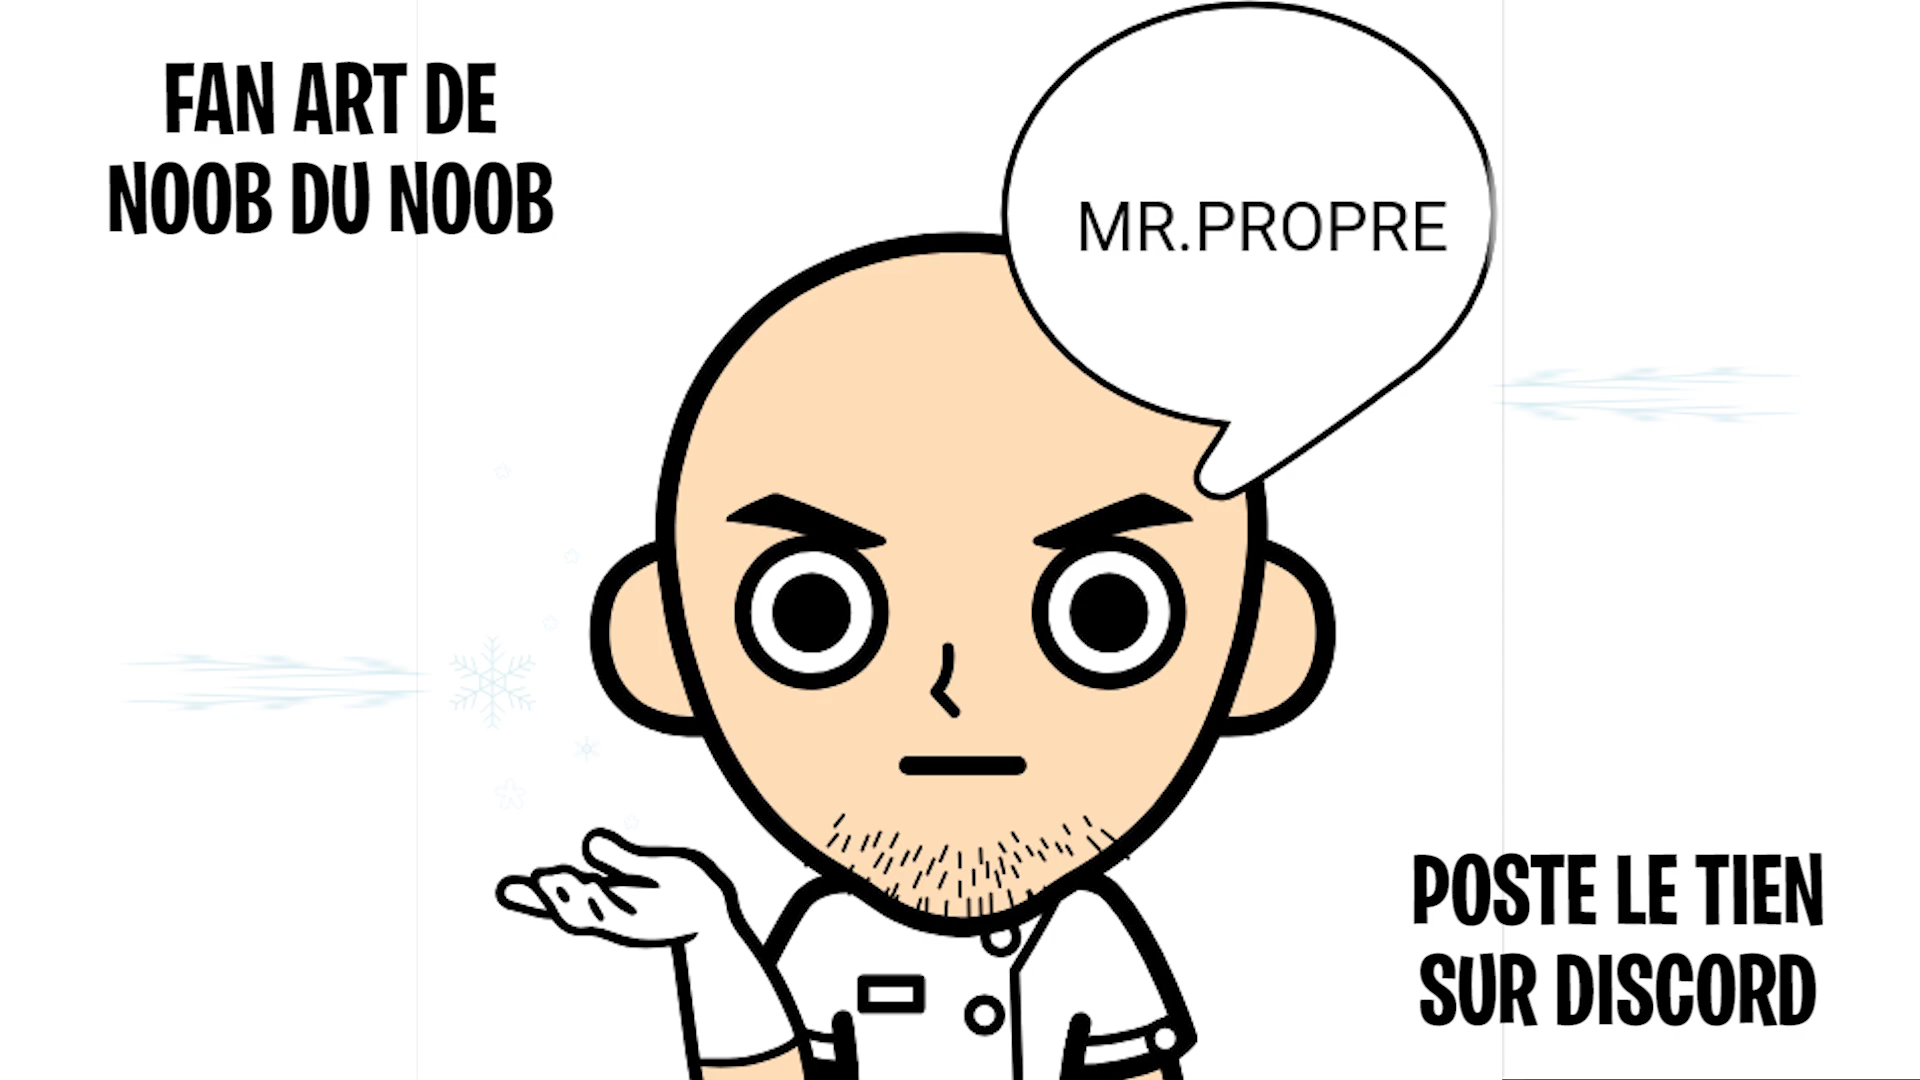 FAN ART DE
NOOB DU NOOB
MR.PROPRE
POSTE LE TIEN
SUR DISCORD